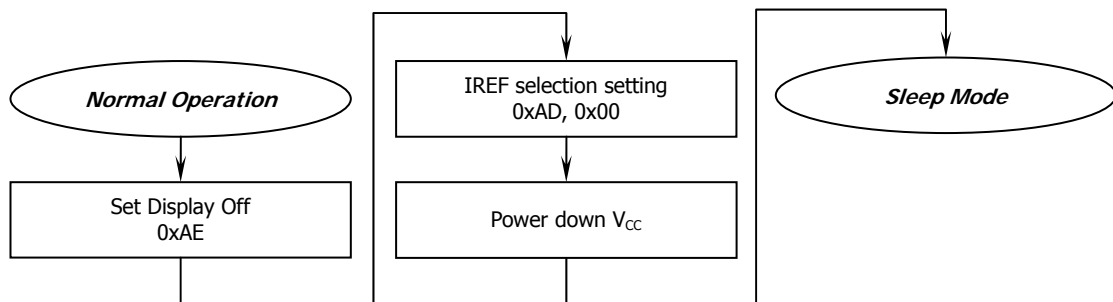 Normal Operation
Set Display Off
0xAE
IREF selection setting
0xAD, 0x00
Power down VCC
Sleep Mode